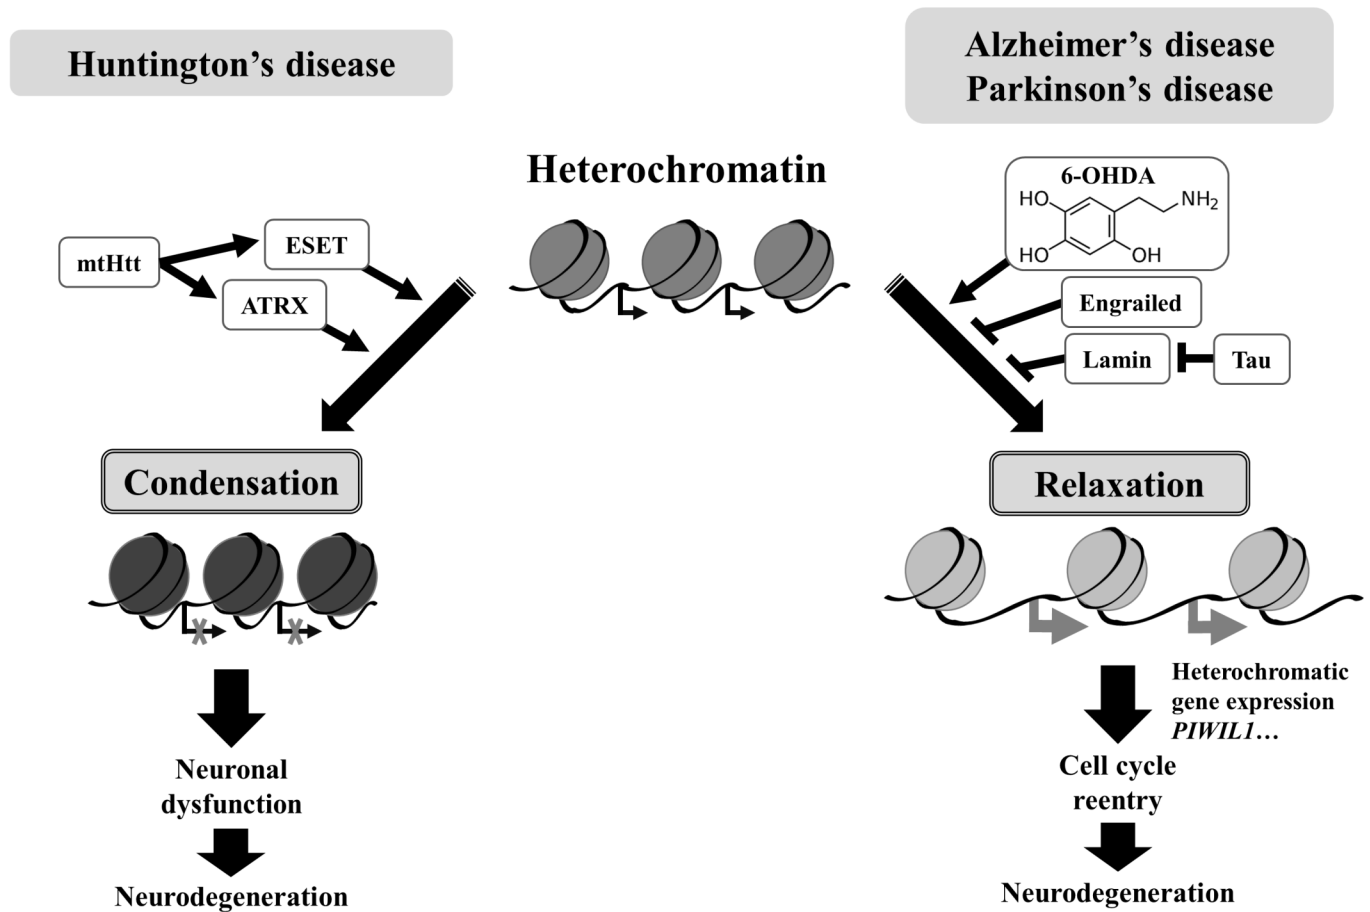 Huntington's disease
Alzheimer's disease
Parkinson's disease
Heterochromatin
6-OHDA
HO
NH2
HO
OH
mtHtt
ESET
ATRX
Engrailed
Lamin
Tau
Condensation
Relaxation
Heterochromatic
gene expression
PIWIL1…
Neuronal
dysfunction
Cell cycle
reentry
Neurodegeneration
Neurodegeneration